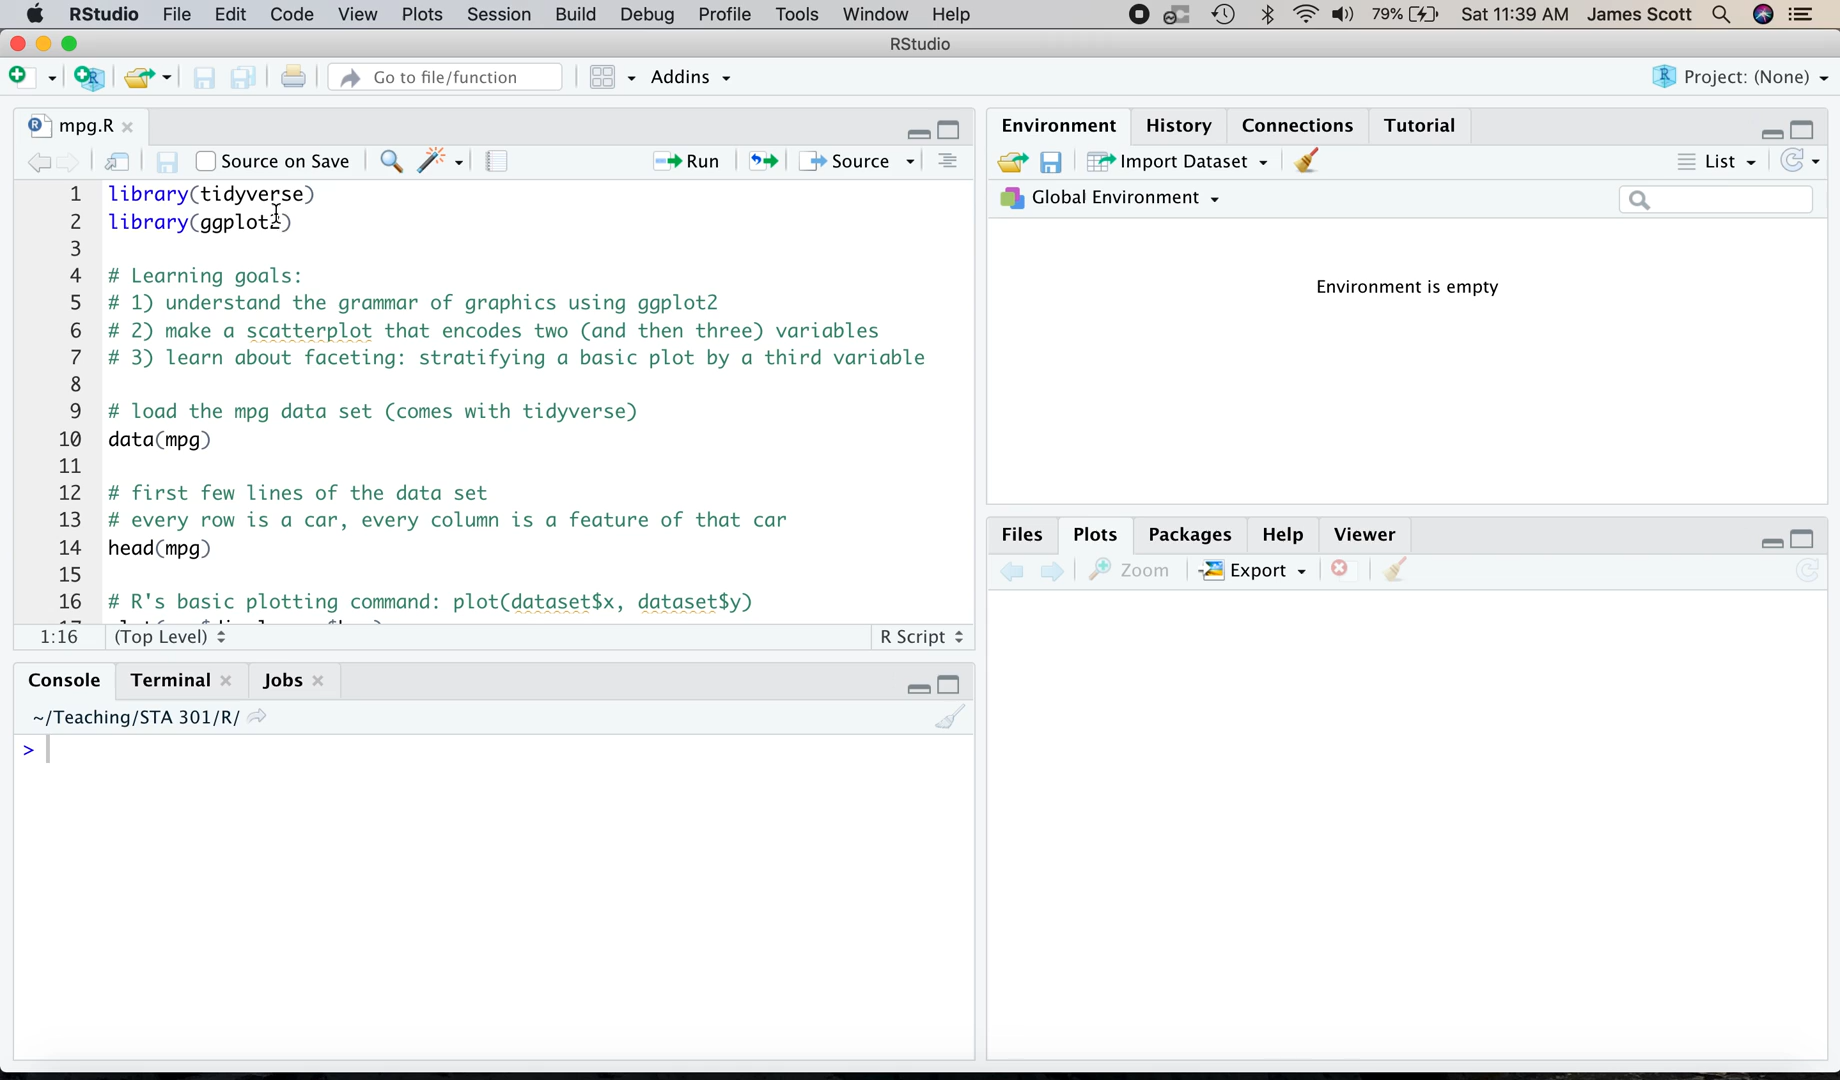 RStudio File Edit Code View Plots Session Build Debug Profile Tools Window Help 79% Sat 11:39 AM James Scott
RStudio
Go to file/function Addins Project: (None)
mpg.R
Source on Save Run Source
1 library(tidyverse)
2 library(ggplot2)
3
4 # Learning goals:
5 # 1) understand the grammar of graphics using ggplot2
6 # 2) make a scatterplot that encodes two (and then three) variables
7 # 3) learn about faceting: stratifying a basic plot by a third variable
8
9 # load the mpg data set (comes with tidyverse)
10 data(mpg)
11
12 # first few lines of the data set
13 # every row is a car, every column is a feature of that car
14 head(mpg)
15
16 # R's basic plotting command: plot(dataset$x, dataset$y)
1:16 (Top Level) R Script
Console Terminal Jobs
~/Teaching/STA 301/R/
>
Environment History Connections Tutorial
Import Dataset List
Global Environment
Environment is empty
Files Plots Packages Help Viewer
Zoom Export